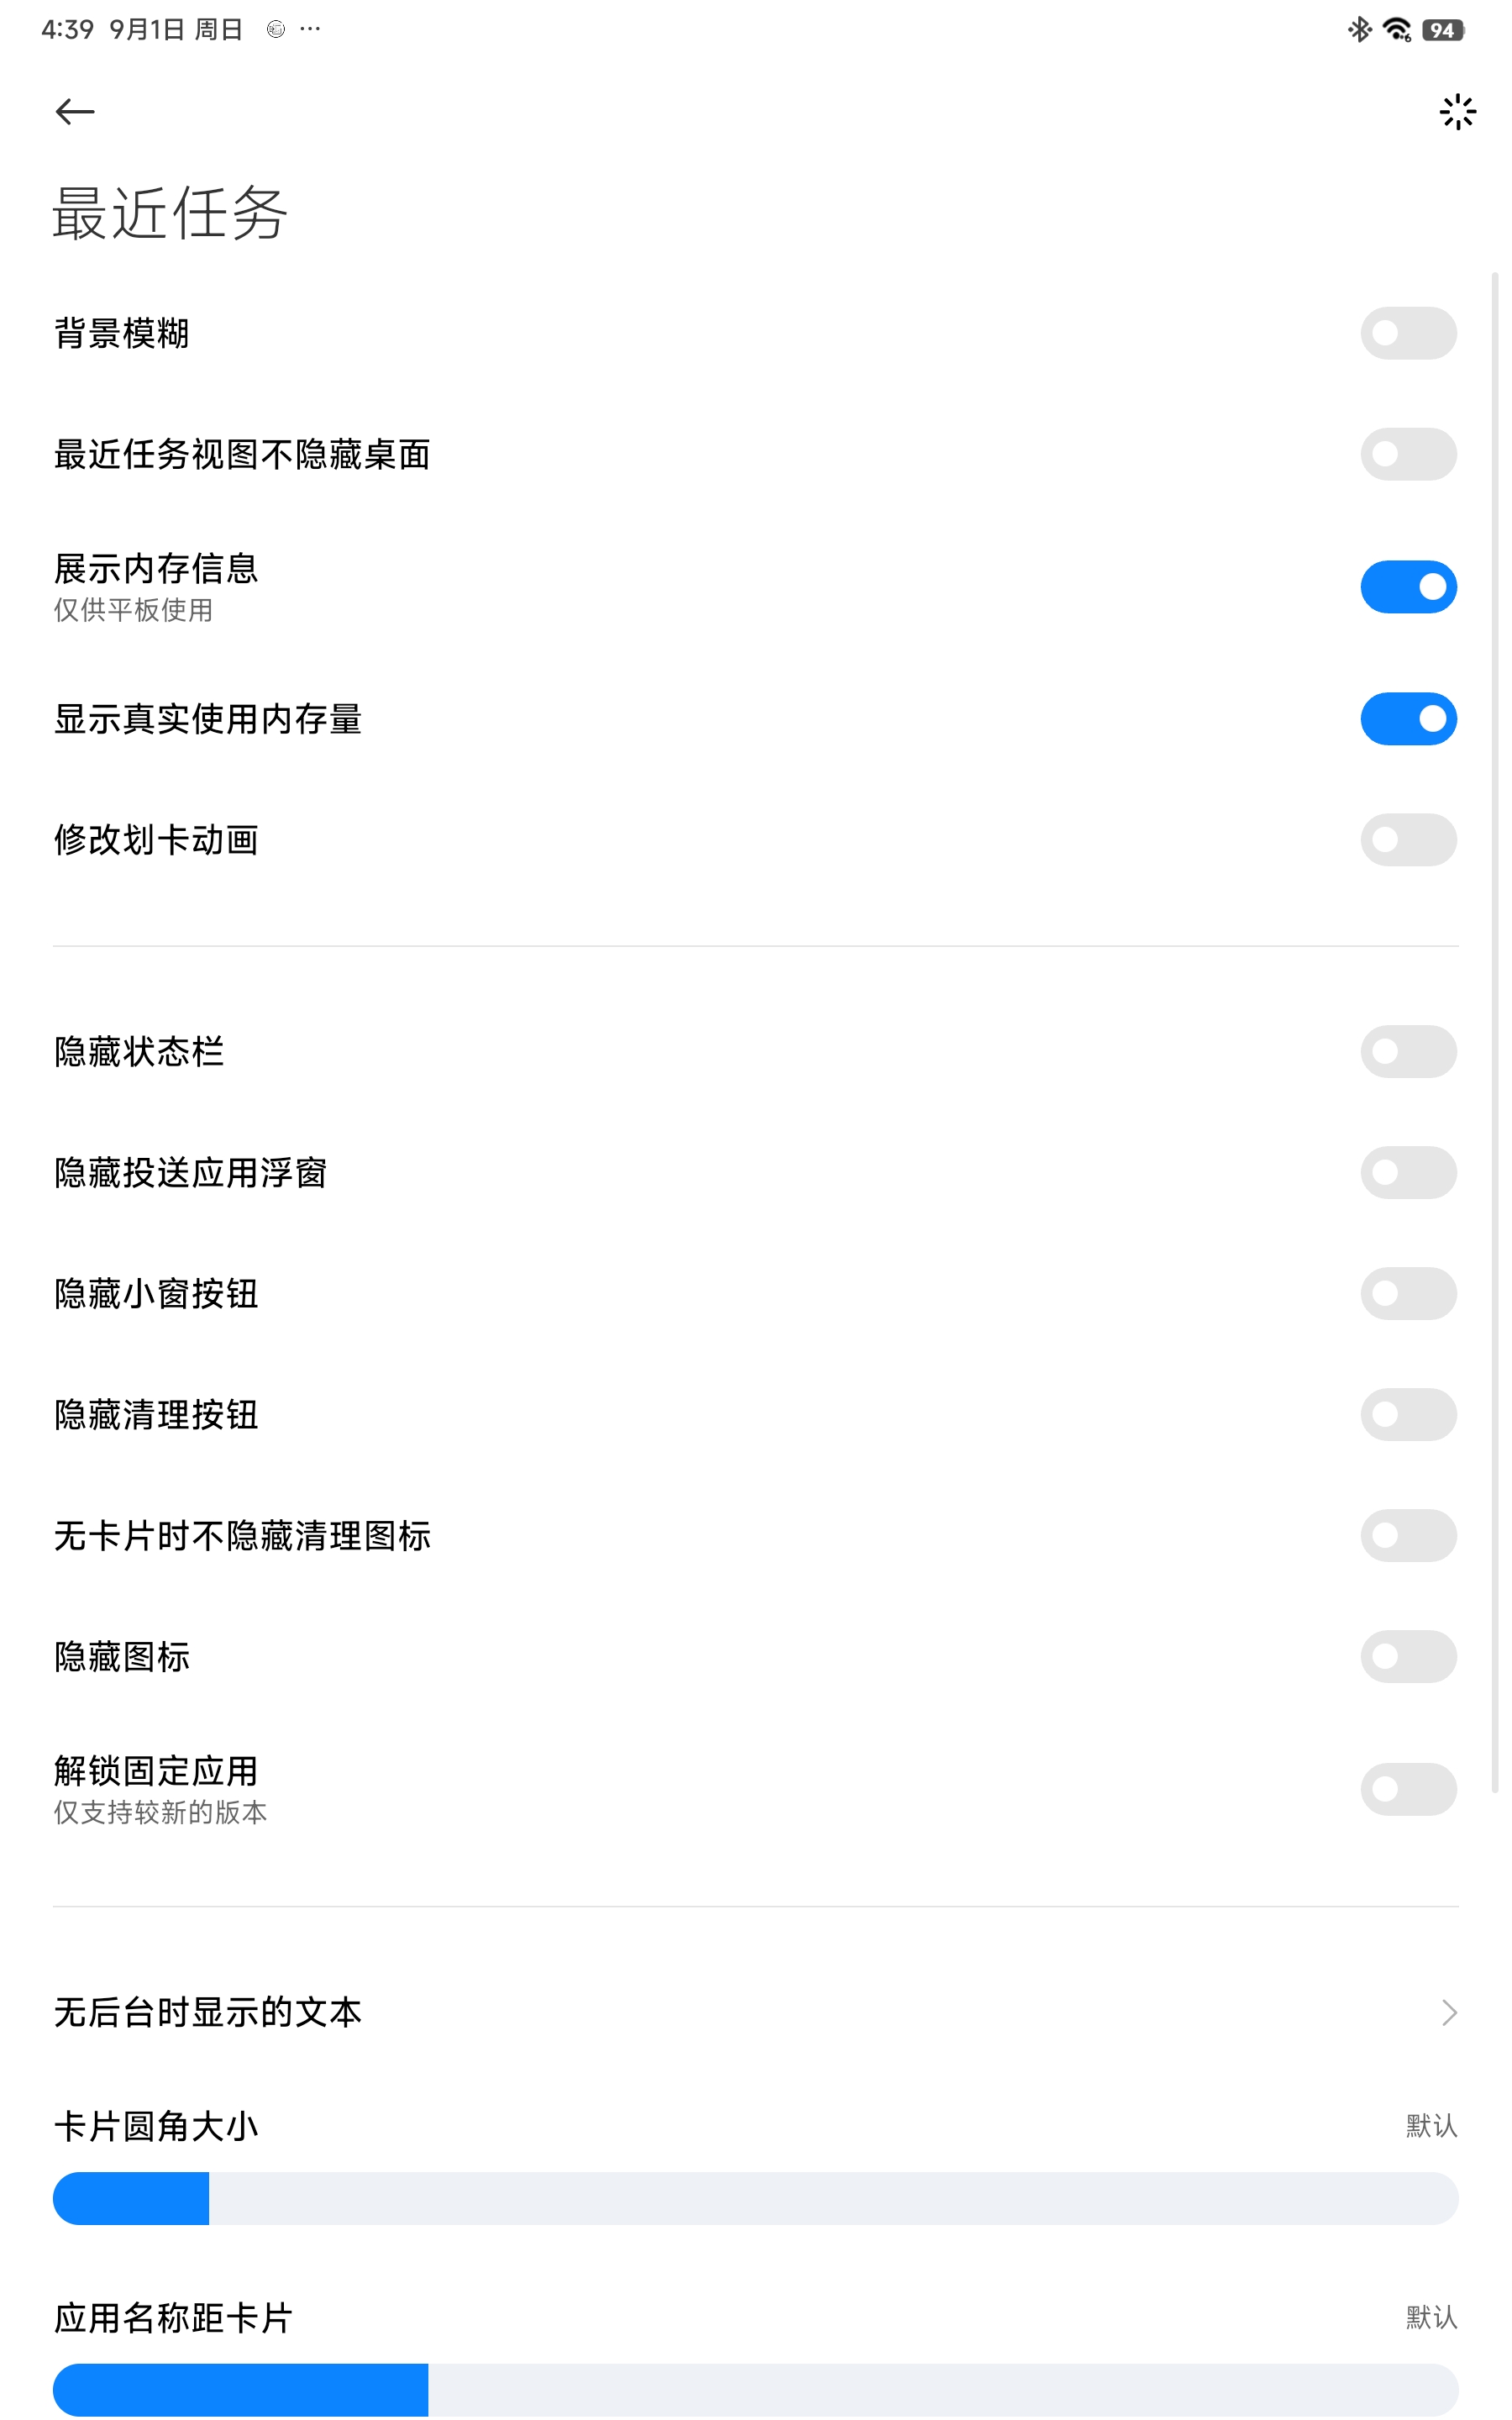 4:39 9月1日 周日 ···
6 94
最近任务
背景模糊
最近任务视图不隐藏桌面
展示内存信息
仅供平板使用
显示真实使用内存量
修改划卡动画
隐藏状态栏
隐藏投送应用浮窗
隐藏小窗按钮
隐藏清理按钮
无卡片时不隐藏清理图标
隐藏图标
解锁固定应用
仅支持较新的版本
无后台时显示的文本
卡片圆角大小 默认
应用名称距卡片 默认